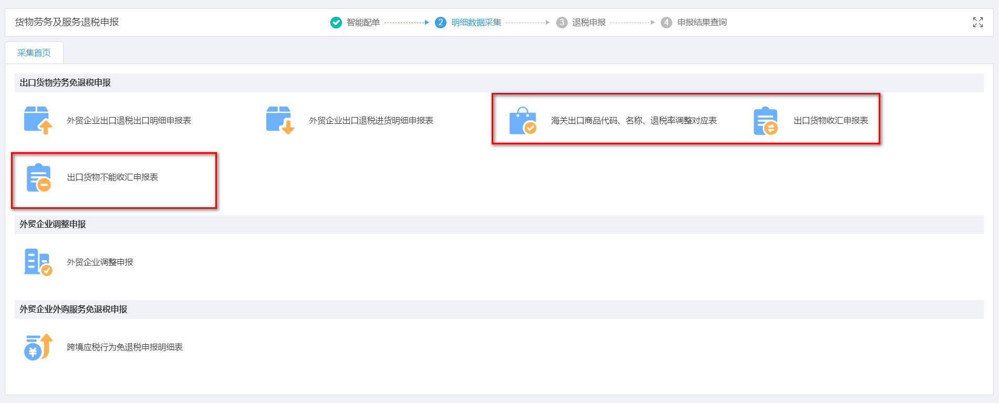 货物劳务及服务退税申报
智能配单
2 明细数据采集
3 退税申报
4 申报结果查询
采集首页
出口货物劳务免退税申报
外贸企业出口退税出口明细申报表
外贸企业出口退税进货明细申报表
海关出口商品代码、名称、退税率调整对应表
出口货物收汇申报表
出口货物不能收汇申报表
外贸企业调整申报
外贸企业调整申报
外贸企业外购服务免退税申报
¥
跨境应税行为免退税申报明细表